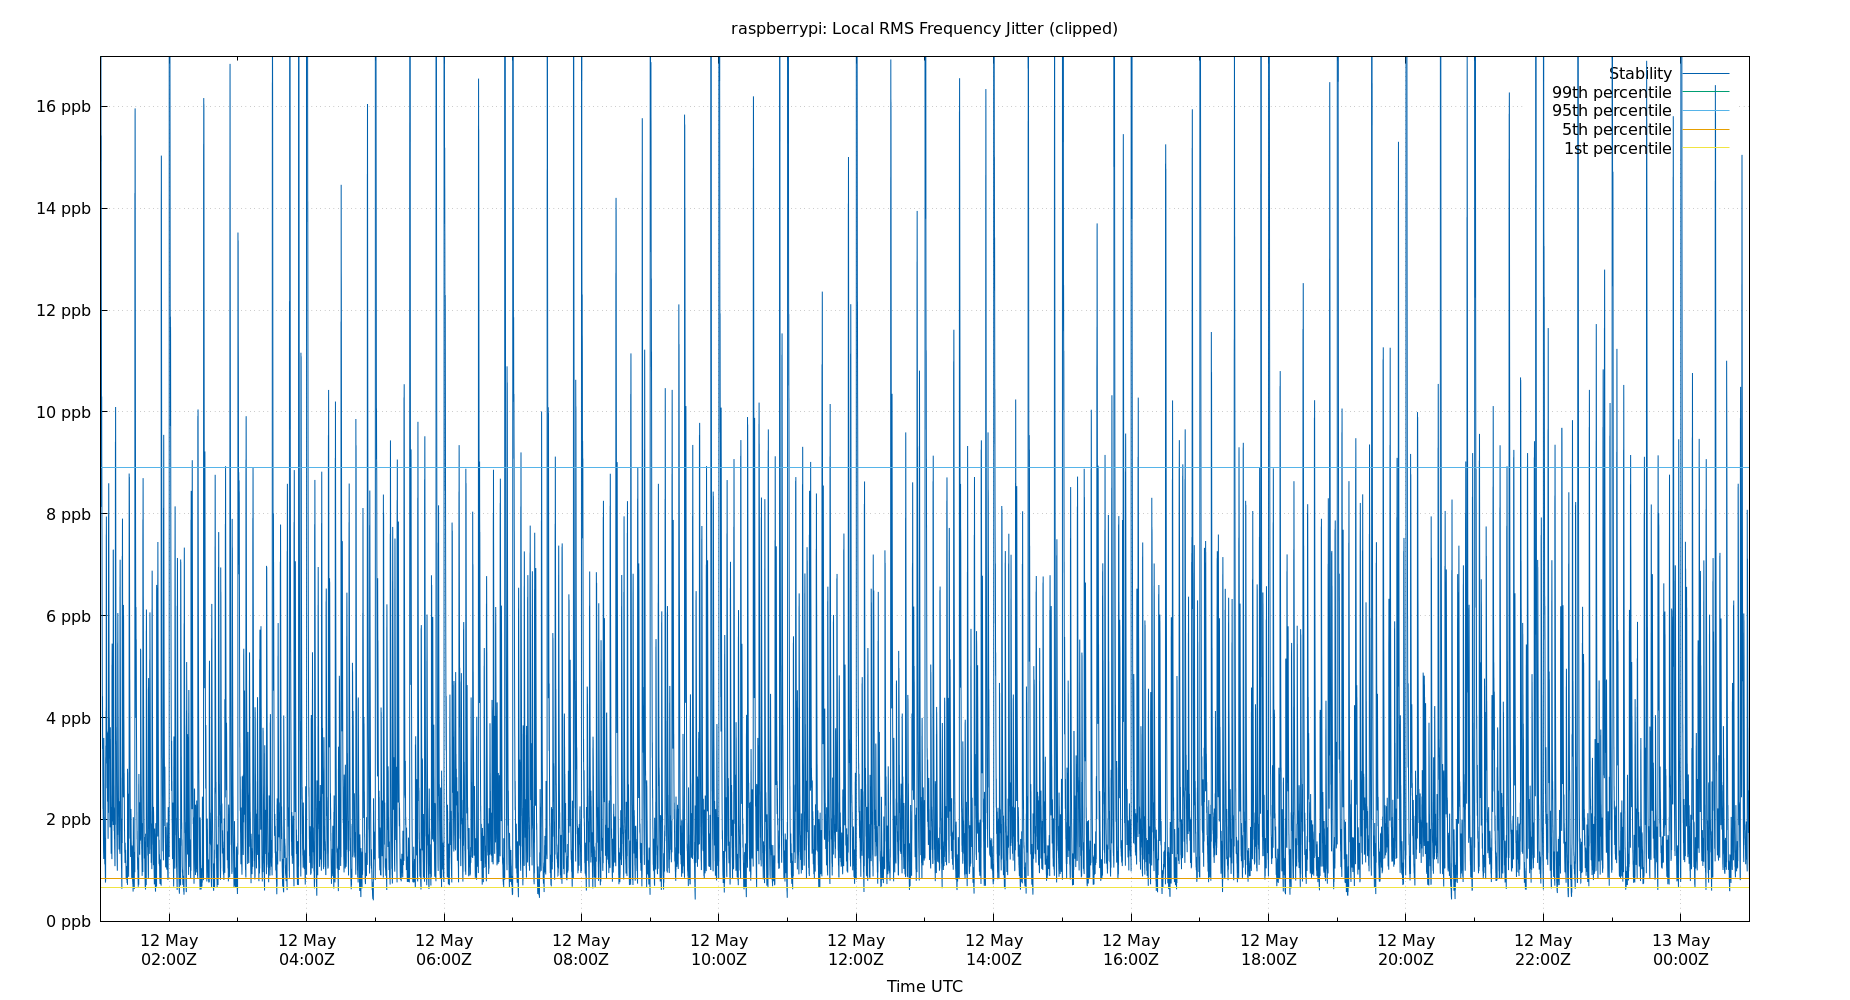 raspberrypi: Local RMS Frequency Jitter (clipped)
Stability
99th percentile
95th percentile
5th percentile
1st percentile
16 ppb
14 ppb
12 ppb
10 ppb
8 ppb
6 ppb
4 ppb
2 ppb
0 ppb
12 May 12 May 12 May 12 May 12 May 12 May 12 May 12 May 12 May 12 May 12 May 13 May
02:00Z 04:00Z 06:00Z 08:00Z 10:00Z 12:00Z 14:00Z 16:00Z 18:00Z 20:00Z 22:00Z 00:00Z
Time UTC